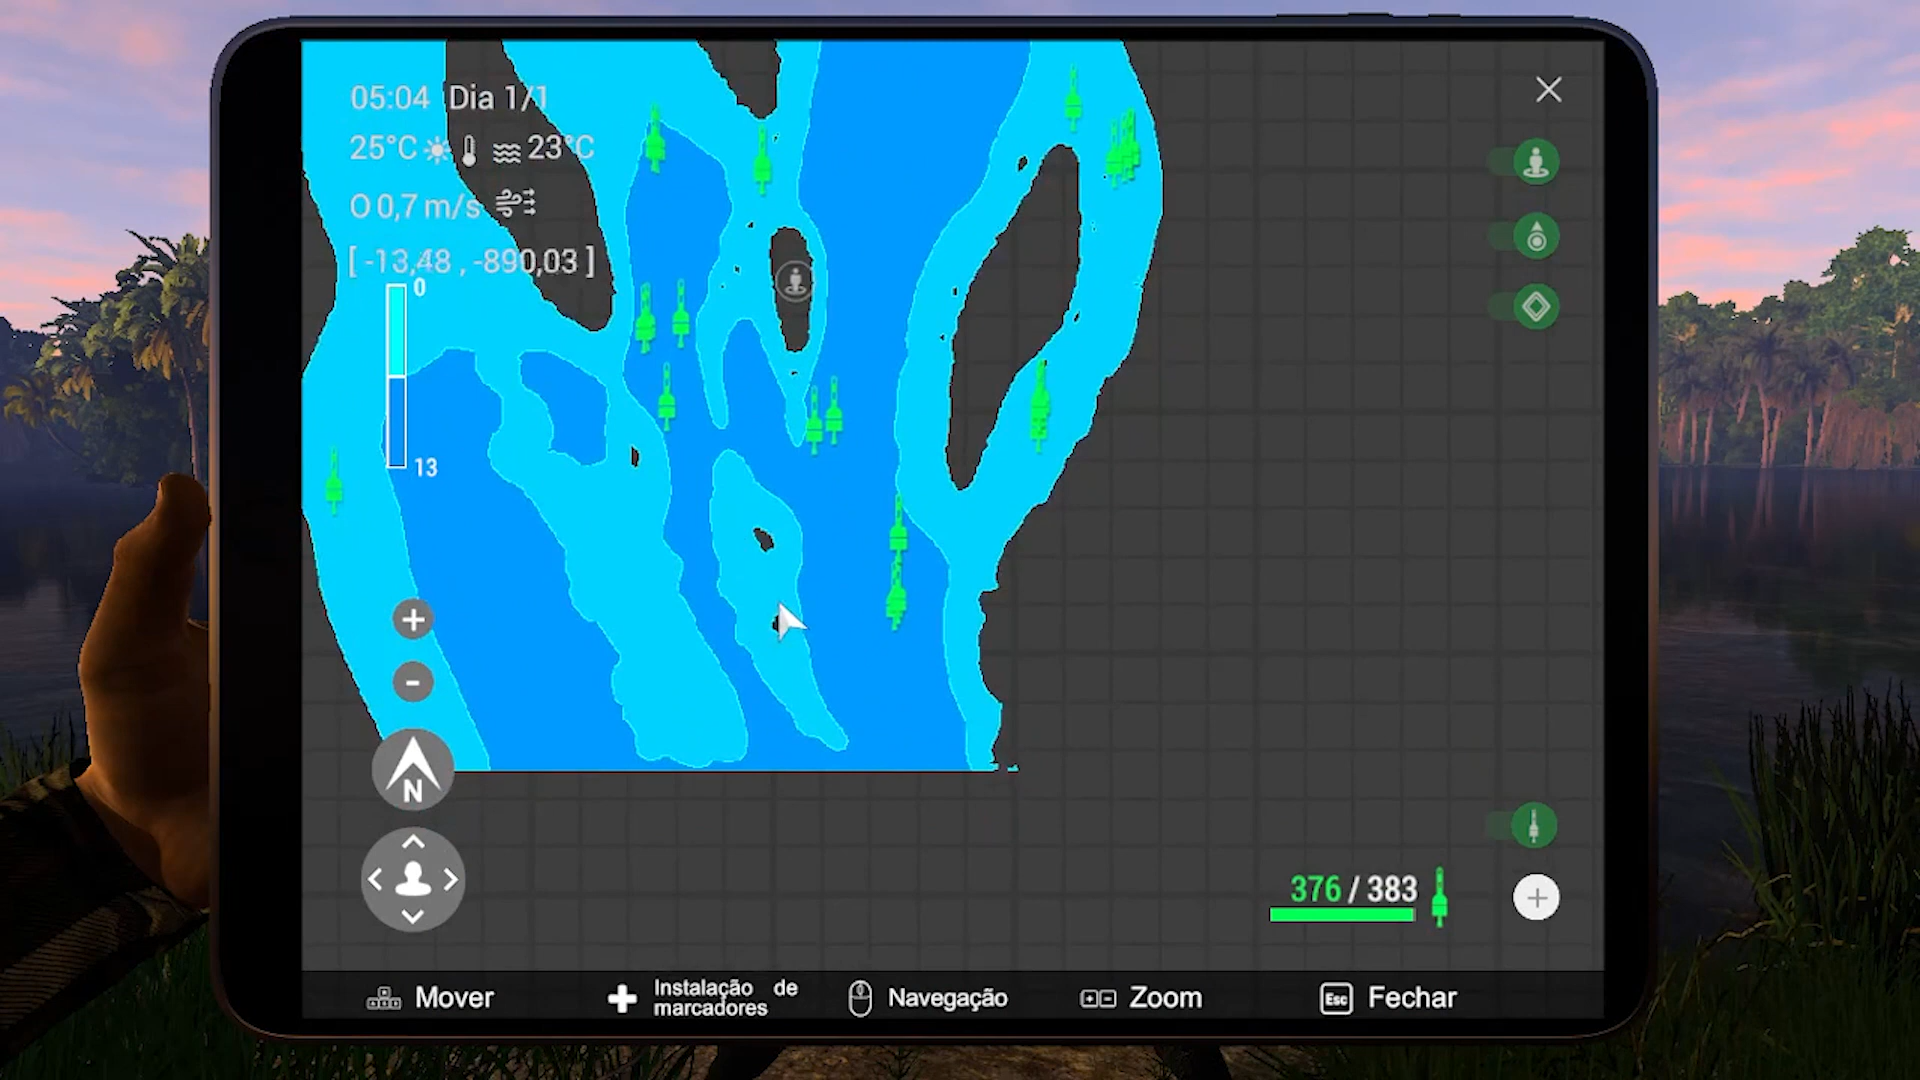 05:04 Dia 1/1
25°C 23°C
O 0,7 m/s
[ -13,48 , -890,03 ]
0
13
+
-
N
376 / 383
+
Mover
Instalação de
marcadores
Navegação
Zoom
Esc Fechar